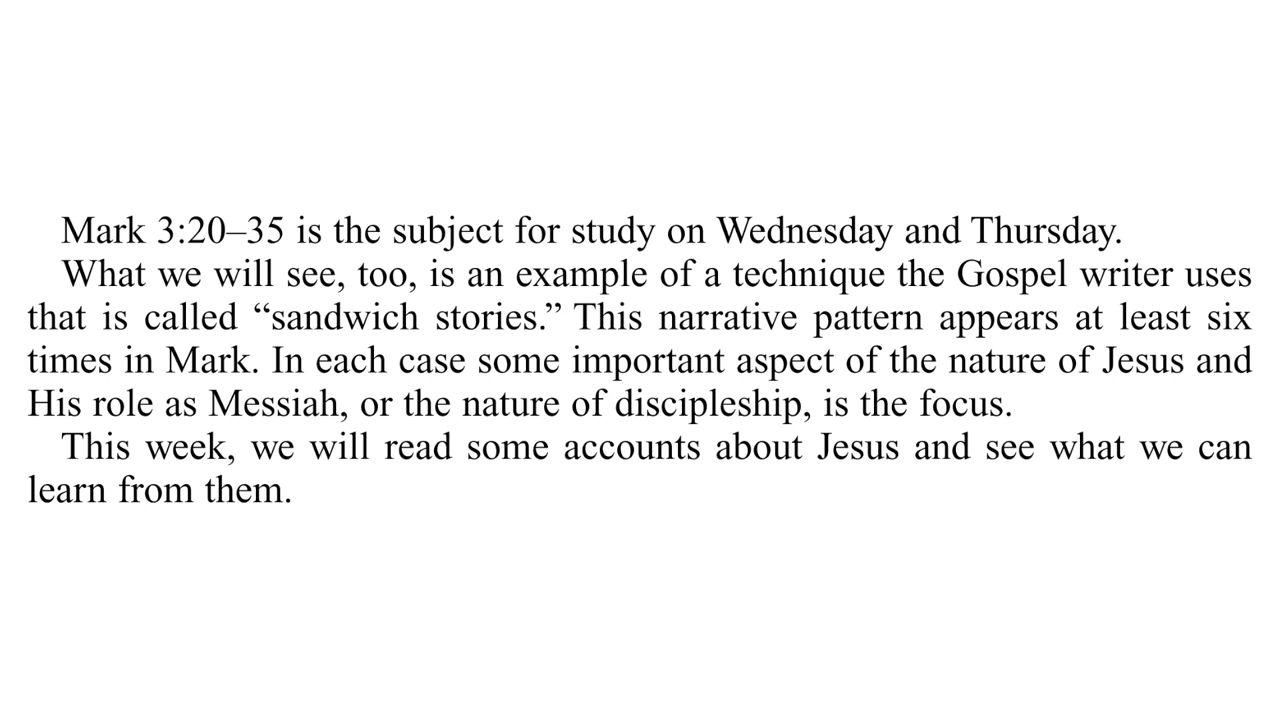 Mark 3:20–35 is the subject for study on Wednesday and Thursday.
What we will see, too, is an example of a technique the Gospel writer uses
that is called “sandwich stories.” This narrative pattern appears at least six
times in Mark. In each case some important aspect of the nature of Jesus and
His role as Messiah, or the nature of discipleship, is the focus.
This week, we will read some accounts about Jesus and see what we can
learn from them.